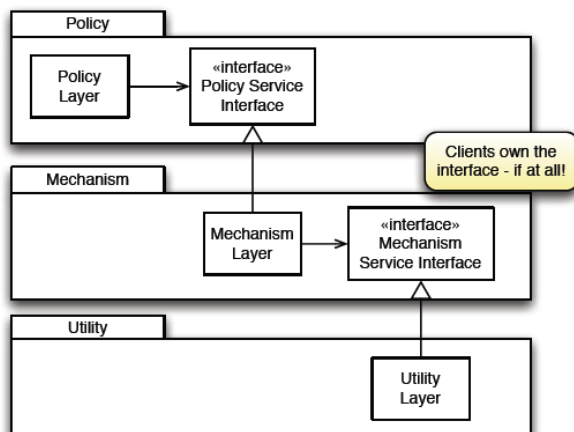 Policy
Policy
Layer
«interface»
Policy Service
Interface
Clients own the
interface - if at all!
Mechanism
Mechanism
Layer
«interface»
Mechanism
Service Interface
Utility
Utility
Layer